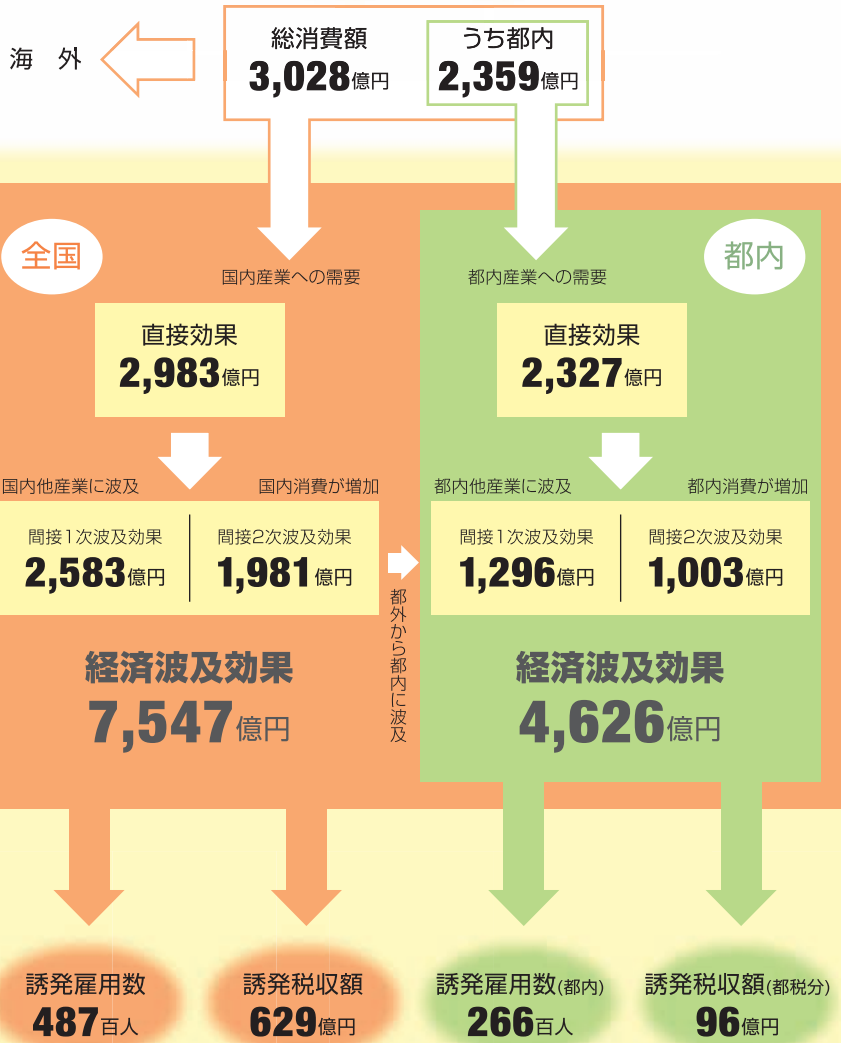 海 外
総消費額
3,028億円
うち都内
2,359億円
全国
国内産業への需要
直接効果
2,983億円
国内他産業に波及
国内消費が増加
間接1次波及効果
2,583億円
間接2次波及効果
1,981億円
経済波及効果
7,547億円
都外から都内に波及
都内
都内産業への需要
直接効果
2,327億円
都内他産業に波及
都内消費が増加
間接1次波及効果
1,296億円
間接2次波及効果
1,003億円
経済波及効果
4,626億円
誘発雇用数
487百人
誘発税収額
629億円
誘発雇用数(都内)
266百人
誘発税収額(都税分)
96億円